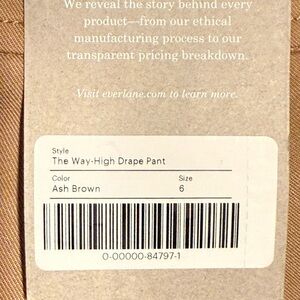 We reveal the story behind every
product—from our ethical
manufacturing process to our
transparent pricing breakdown.
Visit everlane.com to learn more.
Style
The Way-High Drape Pant
Color Size
Ash Brown 6
0-00000-84797-1